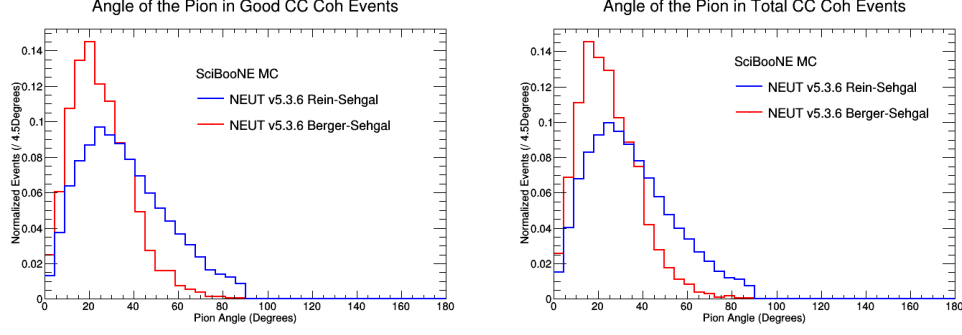 Angle of the Pion in Good CC Coh Events
Normalized Events (/ 4.5Degrees)
0.14
0.12
0.1
0.08
0.06
0.04
0.02
0
SciBooNE MC
NEUT v5.3.6 Rein-Sehgal
NEUT v5.3.6 Berger-Sehgal
0 20 40 60 80 100 120 140 160 180
Pion Angle (Degrees)
Angle of the Pion in Total CC Coh Events
Normalized Events (/ 4.5Degrees)
0.14
0.12
0.1
0.08
0.06
0.04
0.02
0
SciBooNE MC
NEUT v5.3.6 Rein-Sehgal
NEUT v5.3.6 Berger-Sehgal
0 20 40 60 80 100 120 140 160 180
Pion Angle (Degrees)